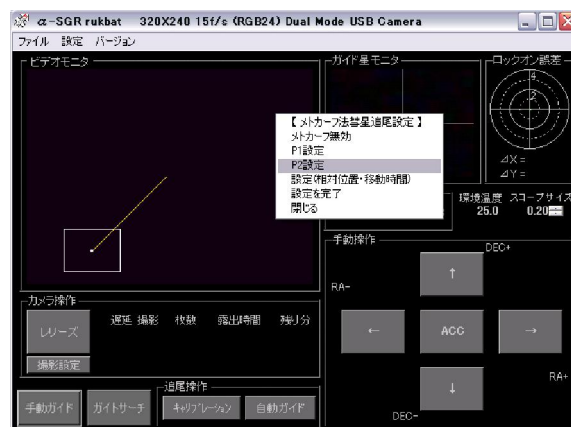 α-SGR rukbat 320X240 15f/s (RGB24) Dual Mode USB Camera
ファイル 設定 バージョン
ビデオモニタ
ガイド星モニタ
ロックオン誤差
4
2
⊿X=
⊿Y=
【 メトカーフ法彗星追尾設定 】
メトカーフ無効
P1設定
P2設定
設定(相対位置・移動時間)
設定を完了
閉じる
環境温度 スコープサイズ
25.0 0.20
手動操作
DEC+
RA-
↑
← ACC →
↓
RA+
DEC-
カメラ操作
遅延 撮影 枚数 露出時間 残り分
レリーズ
撮影設定
追尾操作
手動ガイド ガイトサーチ キャリブレーション 自動ガイド